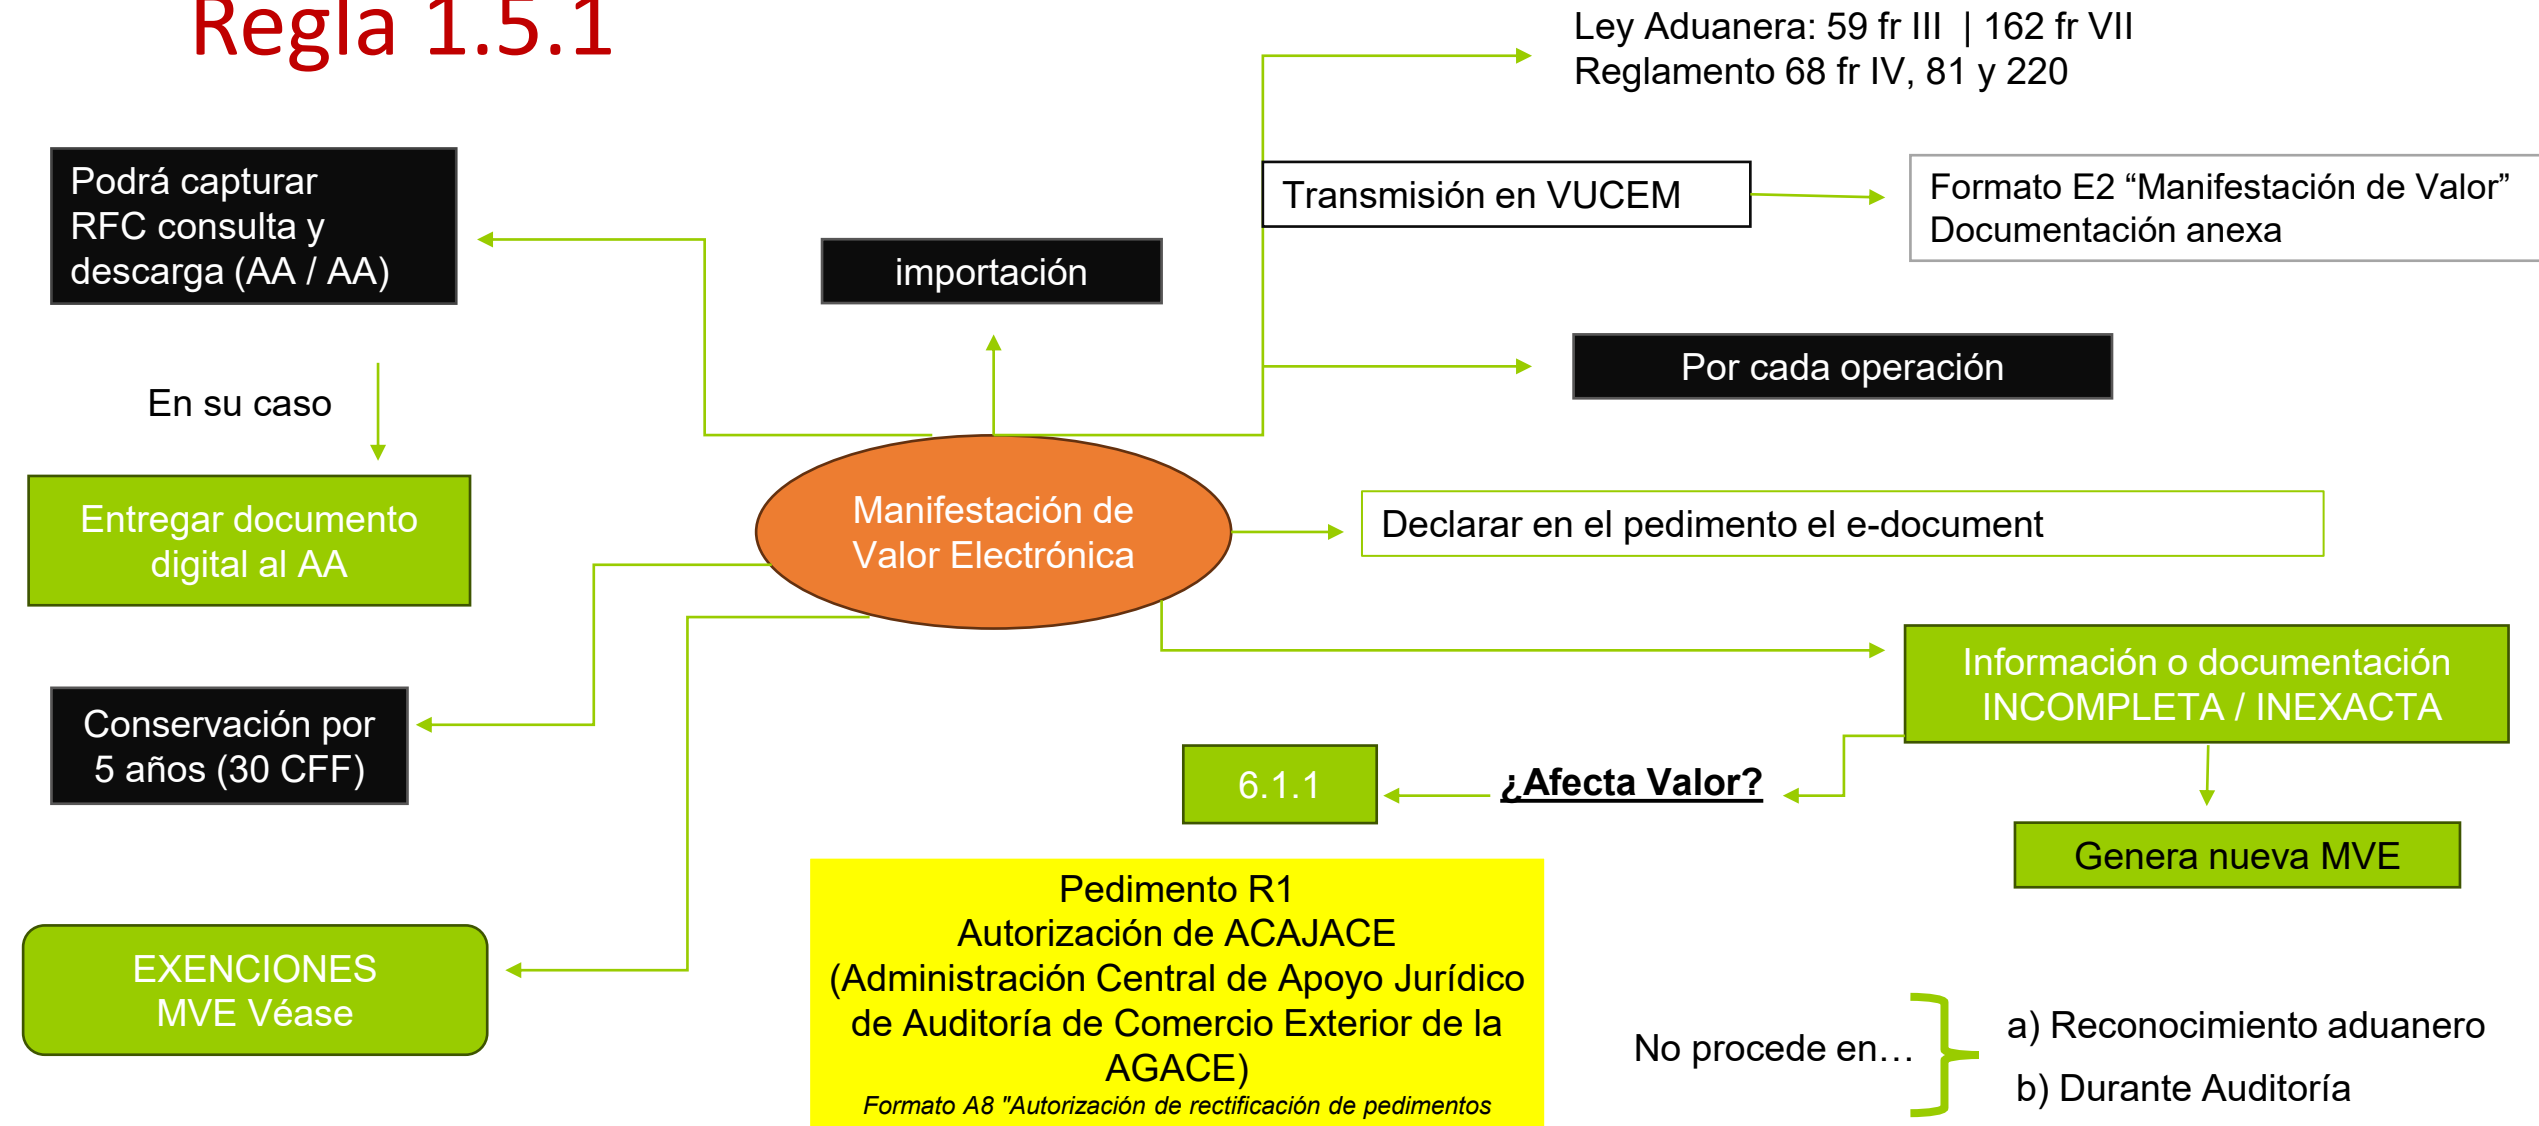 Regla 1.5.1
Ley Aduanera: 59 fr III | 162 fr VII
Reglamento 68 fr IV, 81 y 220
Podrá capturar
RFC consulta y
descarga (AA / AA)
importación
Transmisión en VUCEM
Formato E2 “Manifestación de Valor”
Documentación anexa
Por cada operación
En su caso
Entregar documento
digital al AA
Manifestación de
Valor Electrónica
Declarar en el pedimento el e-document
Información o documentación
INCOMPLETA / INEXACTA
Conservación por
5 años (30 CFF)
6.1.1
¿Afecta Valor?
Genera nueva MVE
EXENCIONES
MVE Véase
Pedimento R1
Autorización de ACAJACE
(Administración Central de Apoyo Jurídico
de Auditoría de Comercio Exterior de la
AGACE)
Formato A8 "Autorización de rectificación de pedimentos
No procede en…
a) Reconocimiento aduanero
b) Durante Auditoría